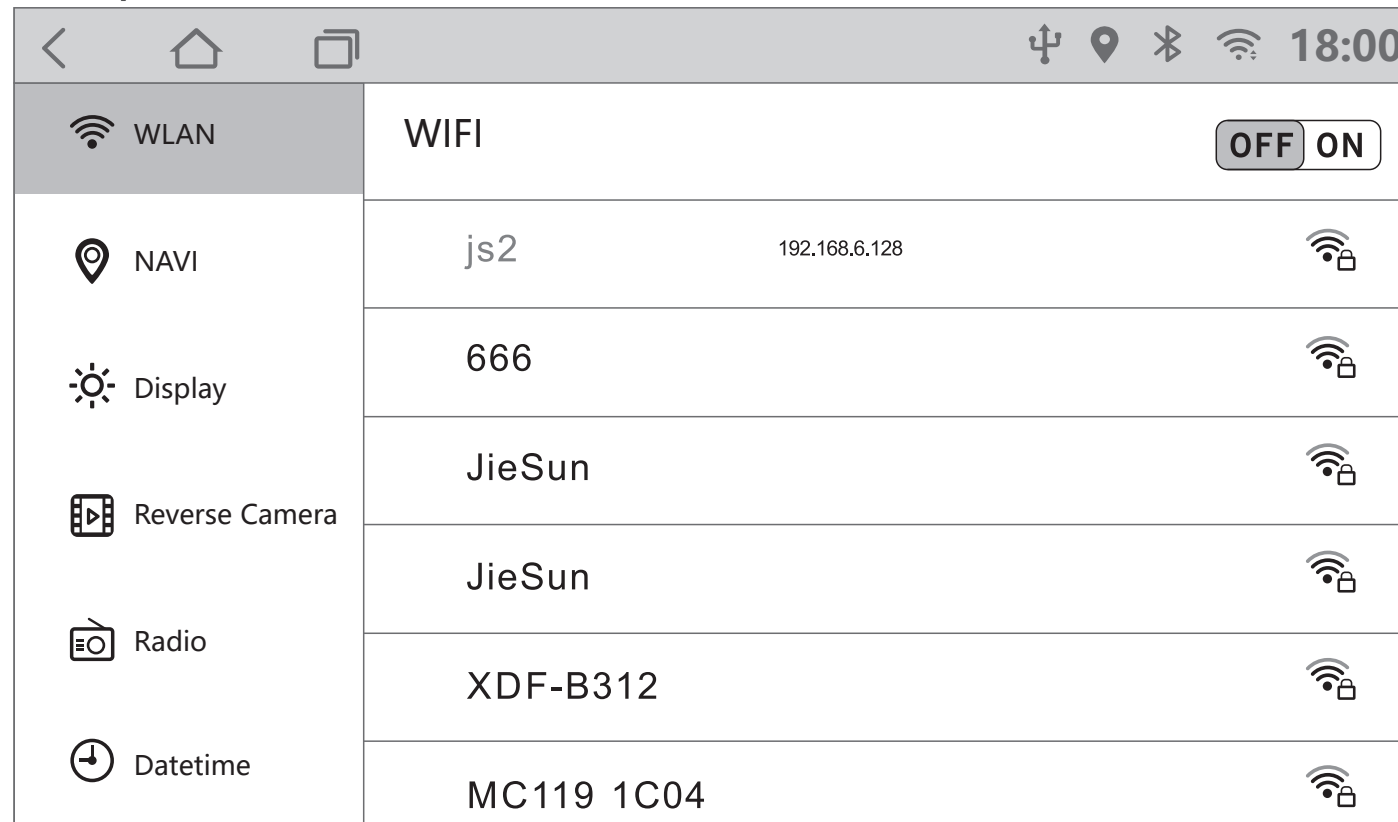 18:00
WLAN
NAVI
Display
Reverse Camera
Radio
Datetime
WIFI
OFF ON
js2 192.168.6.128
666
JieSun
JieSun
XDF-B312
MC119 1C04